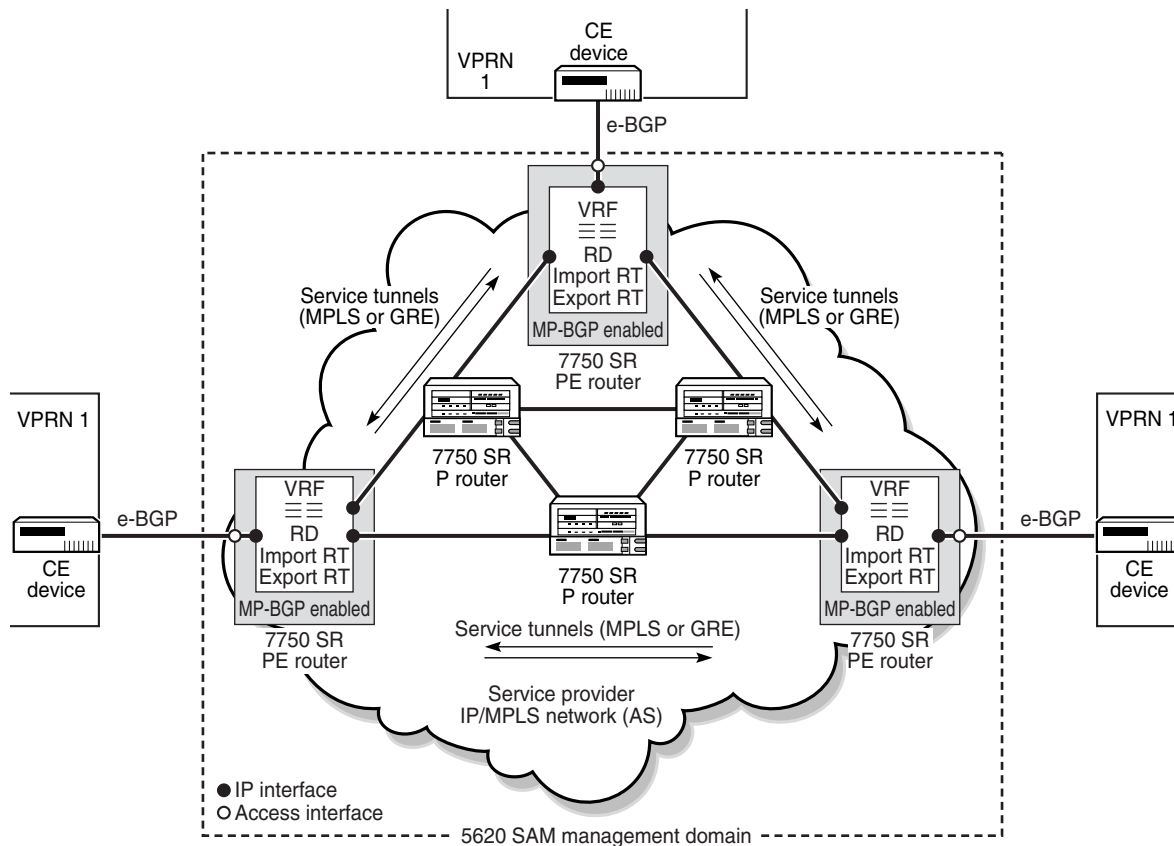 CE
device
VPRN
1
e-BGP
VRF
RD
Import RT
Export RT
MP-BGP enabled
7750 SR
PE router
Service tunnels
(MPLS or GRE)
Service tunnels
(MPLS or GRE)
7750 SR
P router
7750 SR
P router
VPRN 1
CE
device
e-BGP
VRF
RD
Import RT
Export RT
MP-BGP enabled
7750 SR
PE router
7750 SR
P router
VRF
RD
Import RT
Export RT
MP-BGP enabled
7750 SR
PE router
e-BGP
VPRN 1
CE
device
Service tunnels (MPLS or GRE)
Service provider
IP/MPLS network (AS)
IP interface
Access interface
5620 SAM management domain